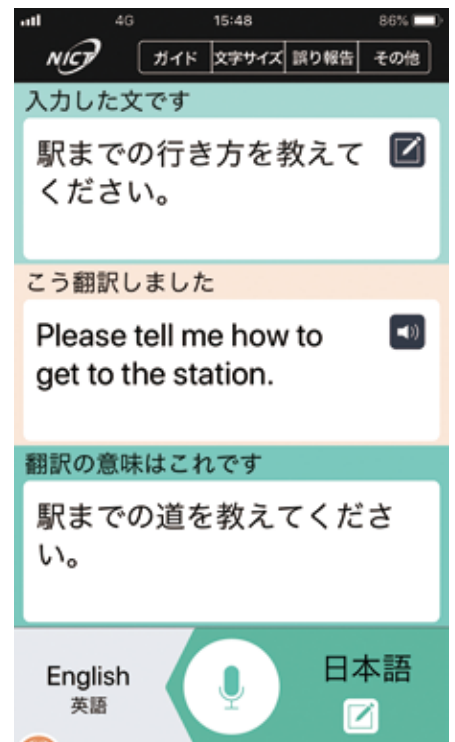 4G 15:48 86%
NICT ガイド 文字サイズ 誤り報告 その他
入力した文です
駅までの行き方を教えて
ください。
こう翻訳しました
Please tell me how to
get to the station.
翻訳の意味はこれです
駅までの道を教えてくださ
い。
English 日本語
英語